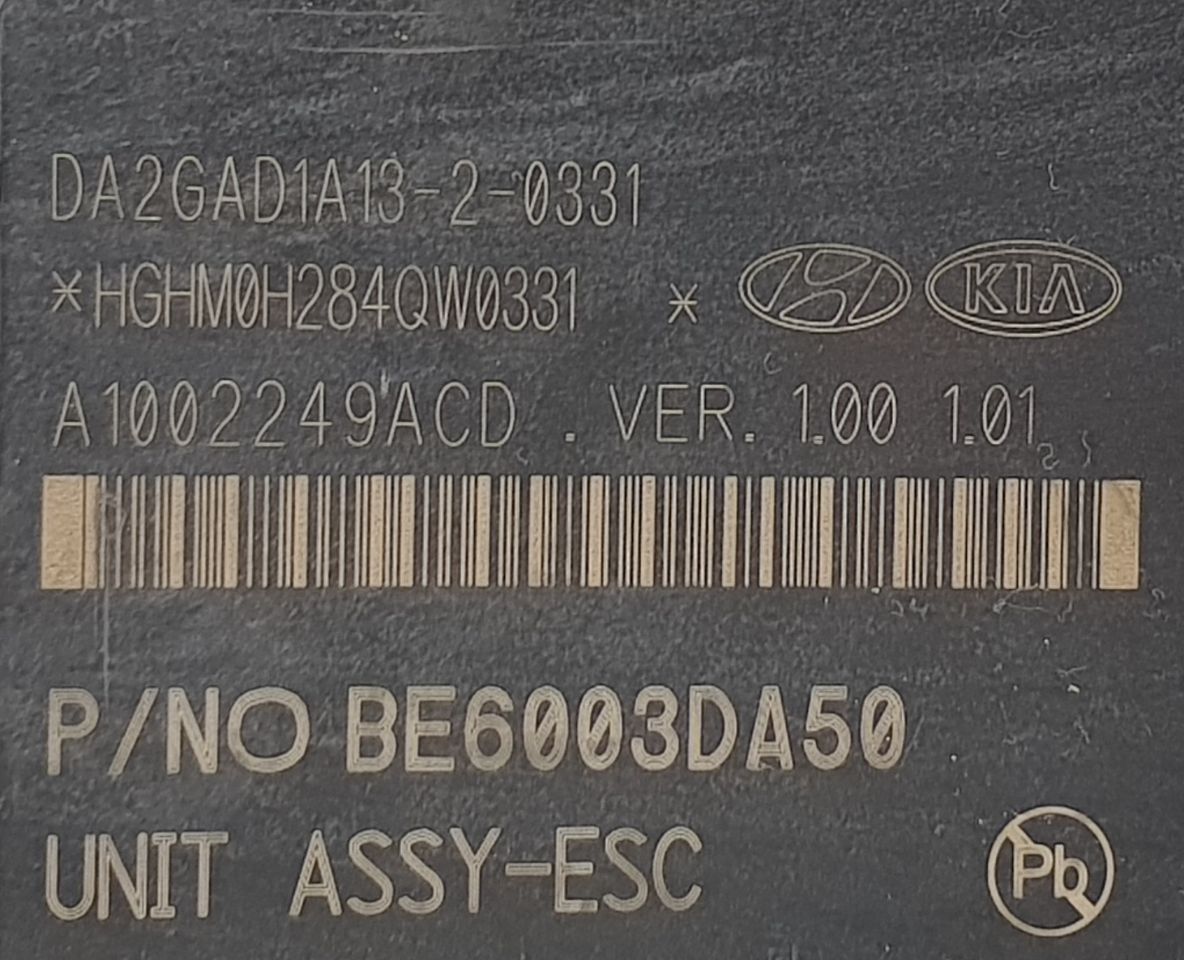 DA2GAD1A13-2-0331
*HGHM0H284QW0331 * KIA
A1002249ACD . VER. 1.00 1.01
P/NO BE6003DA50
UNIT ASSY-ESC
Pb